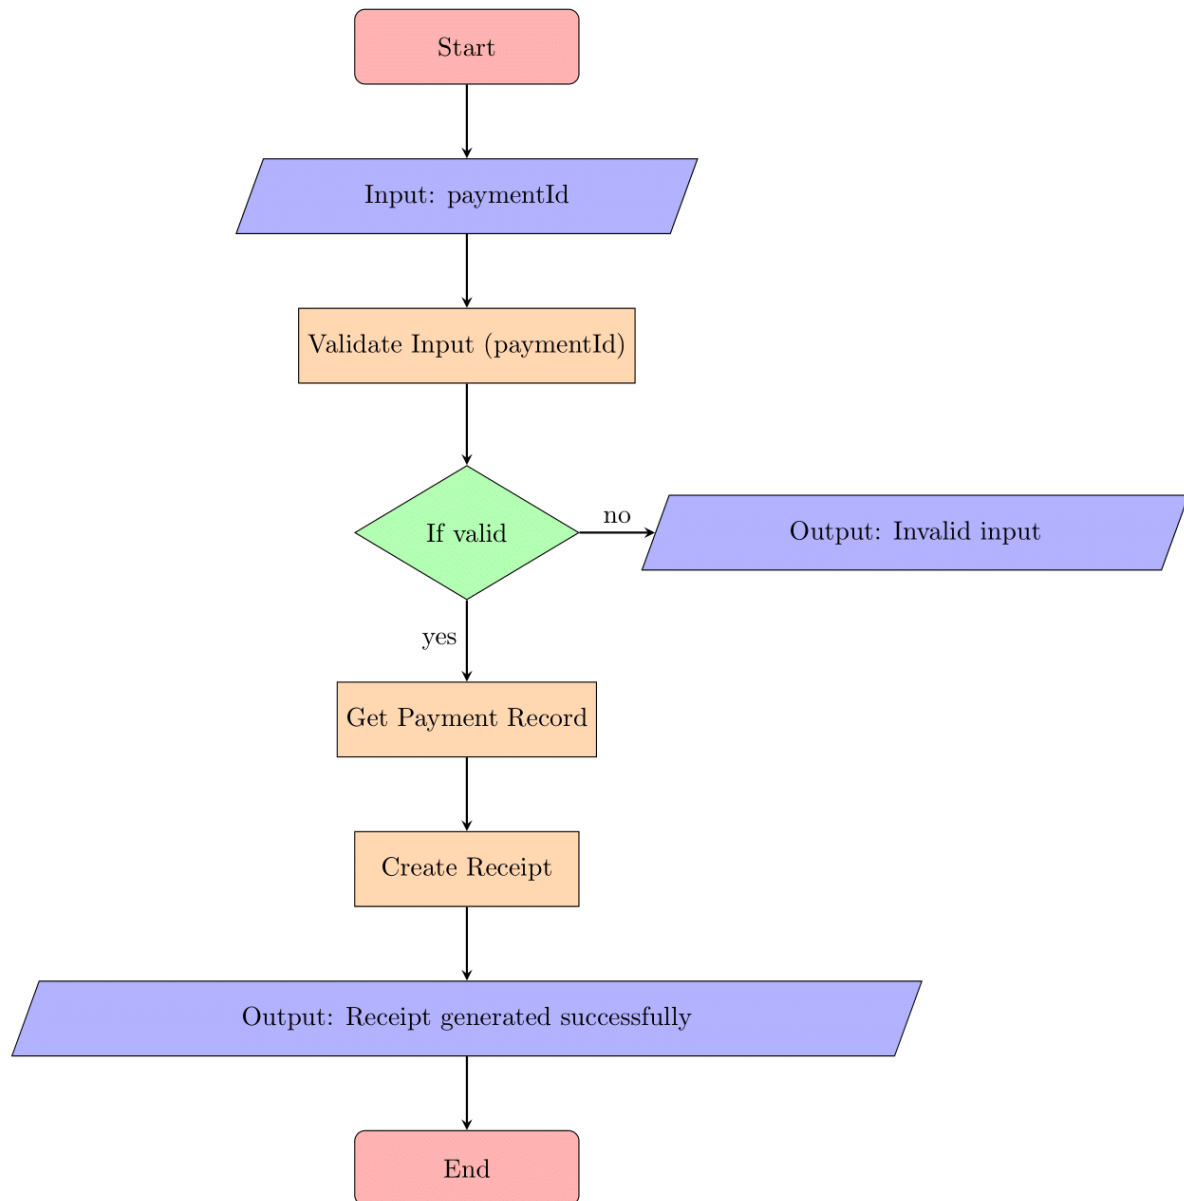 Start
Input: paymentId
Validate Input (paymentId)
If valid
no
Output: Invalid input
yes
Get Payment Record
Create Receipt
Output: Receipt generated successfully
End